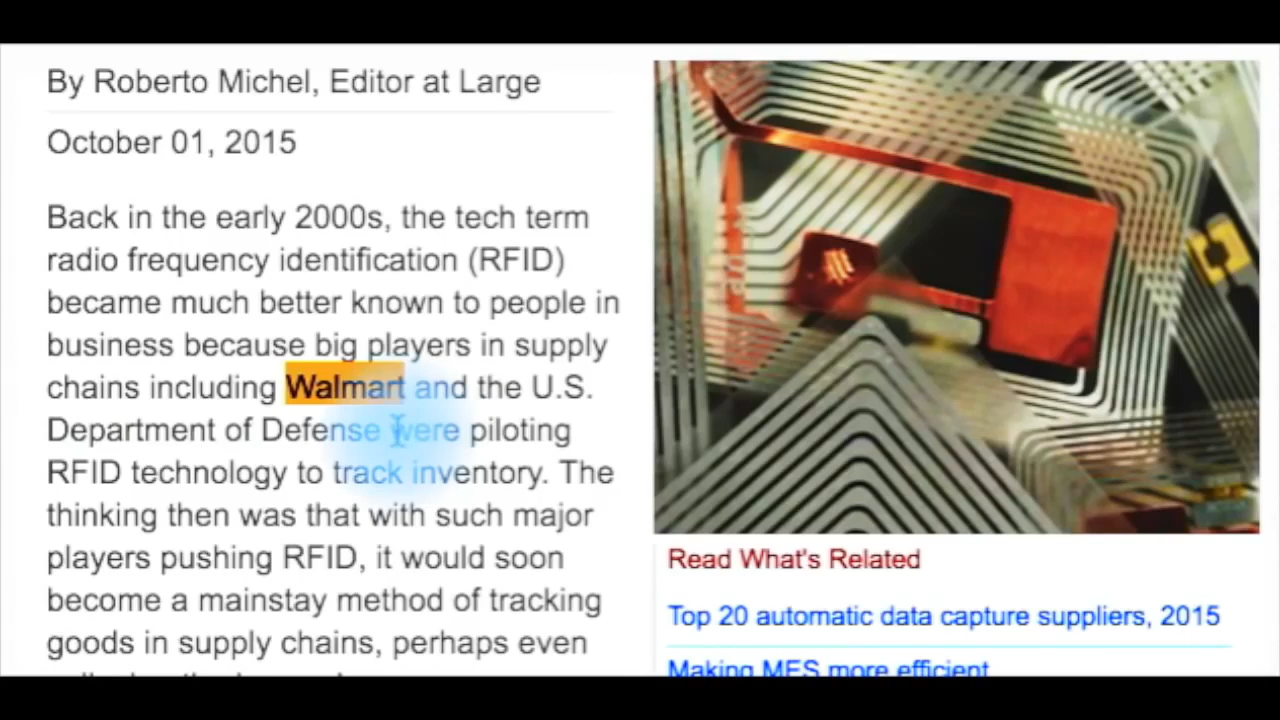 By Roberto Michel, Editor at Large
October 01, 2015
Back in the early 2000s, the tech term
radio frequency identification (RFID)
became much better known to people in
business because big players in supply
chains including Walmart and the U.S.
Department of Defense were piloting
RFID technology to track inventory. The
thinking then was that with such major
players pushing RFID, it would soon
become a mainstay method of tracking
goods in supply chains, perhaps even
Read What's Related
Top 20 automatic data capture suppliers, 2015
Making MES more efficient